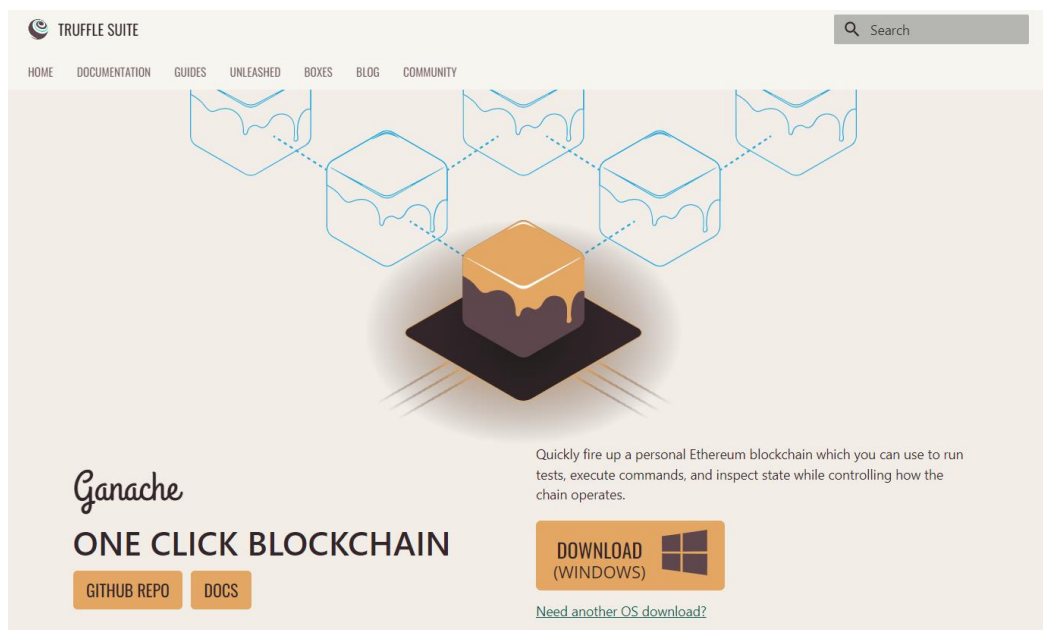 TRUFFLE SUITE
Search
HOME DOCUMENTATION GUIDES UNLEASHED BOXES BLOG COMMUNITY
Ganache
ONE CLICK BLOCKCHAIN
GITHUB REPO DOCS
Quickly fire up a personal Ethereum blockchain which you can use to run
tests, execute commands, and inspect state while controlling how the
chain operates.
DOWNLOAD
(WINDOWS)
Need another OS download?